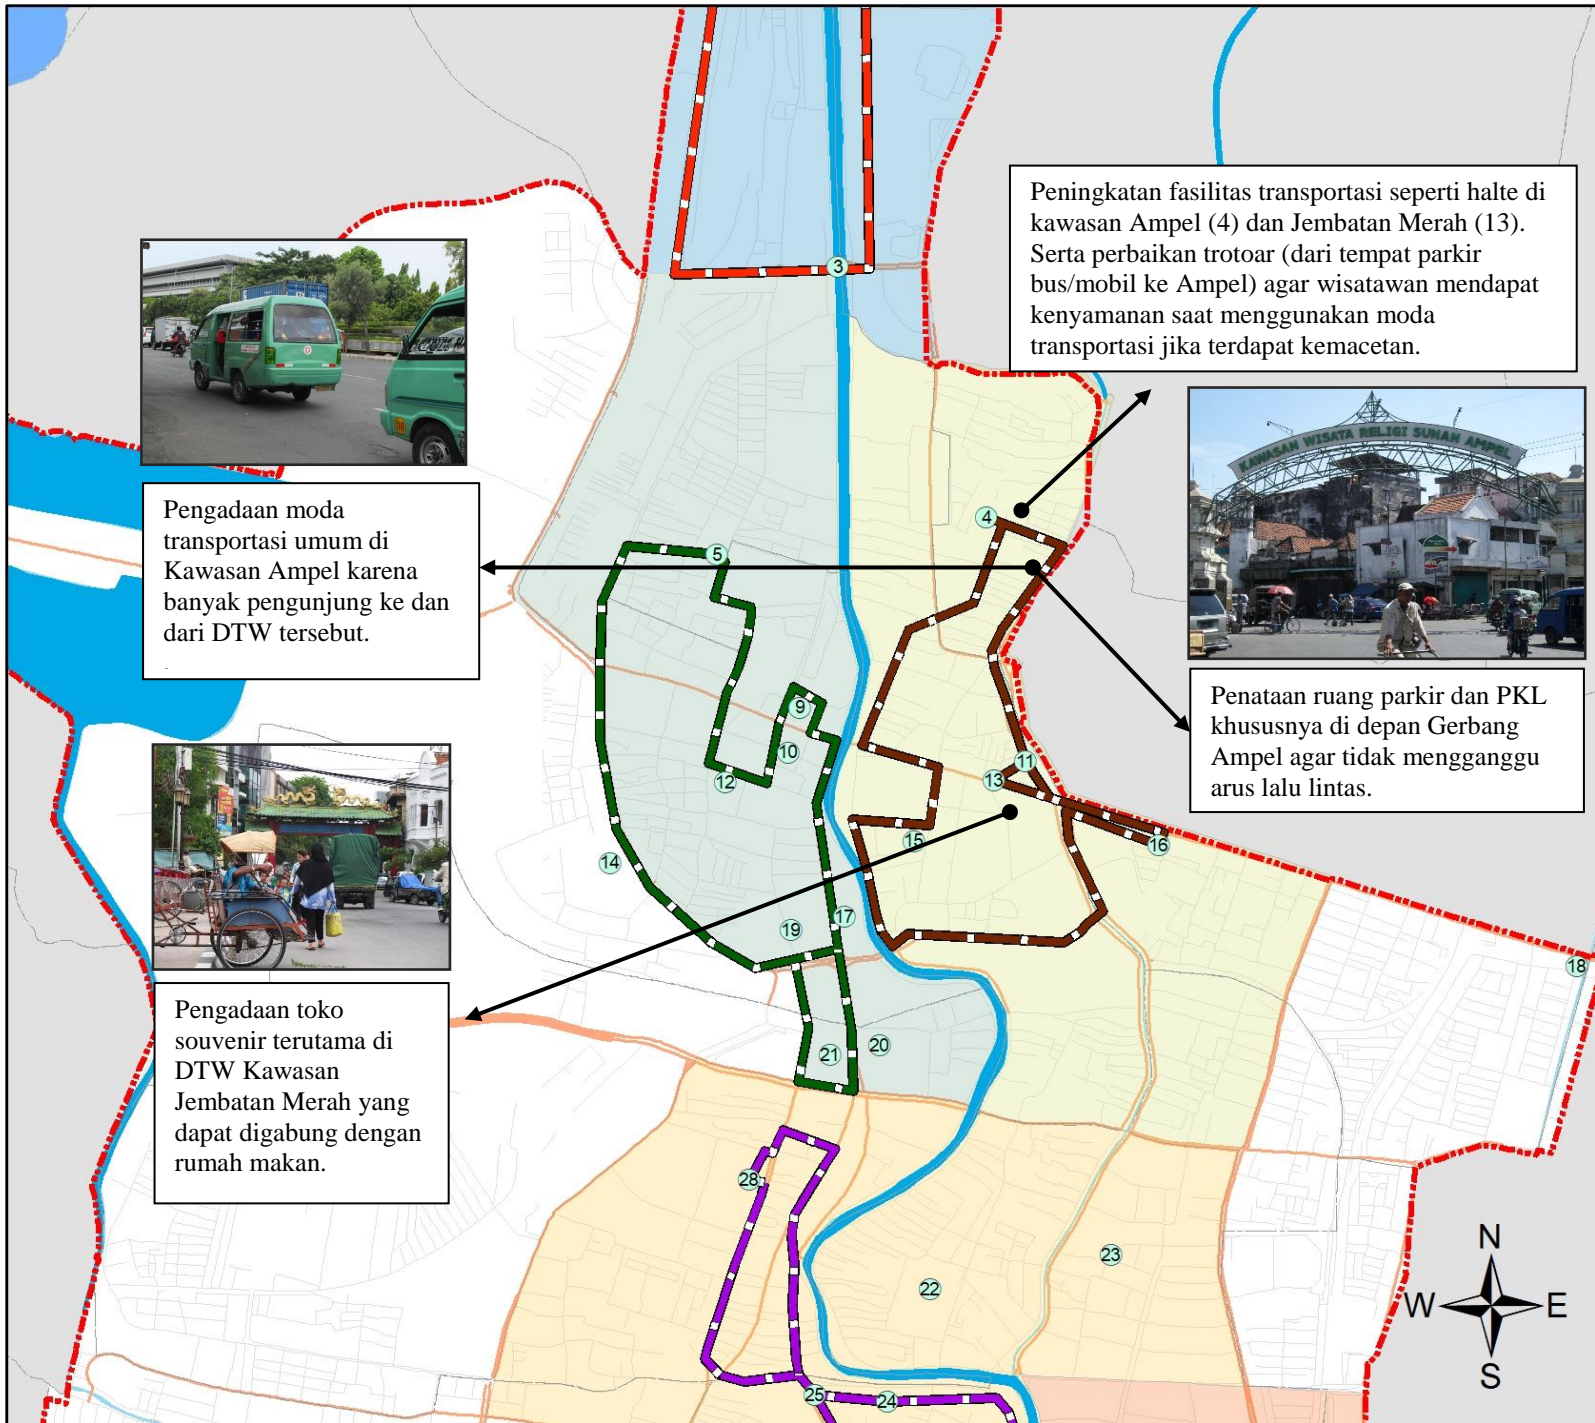 3
Peningkatan fasilitas transportasi seperti halte di
kawasan Ampel (4) dan Jembatan Merah (13).
Serta perbaikan trotoar (dari tempat parkir
bus/mobil ke Ampel) agar wisatawan mendapat
kenyamanan saat menggunakan moda
transportasi jika terdapat kemacetan.
KAWASAN WISATA RELIGI SUNAN AMPEL
Pengadaan moda
transportasi umum di
Kawasan Ampel karena
banyak pengunjung ke dan
dari DTW tersebut.
.
4
5
Penataan ruang parkir dan PKL
khususnya di depan Gerbang
Ampel agar tidak mengganggu
arus lalu lintas.
9
10
11
12
13
14
15
16
17
18
19
20
21
Pengadaan toko
souvenir terutama di
DTW Kawasan
Jembatan Merah yang
dapat digabung dengan
rumah makan.
28
23
22
25
24
N
W
E
S